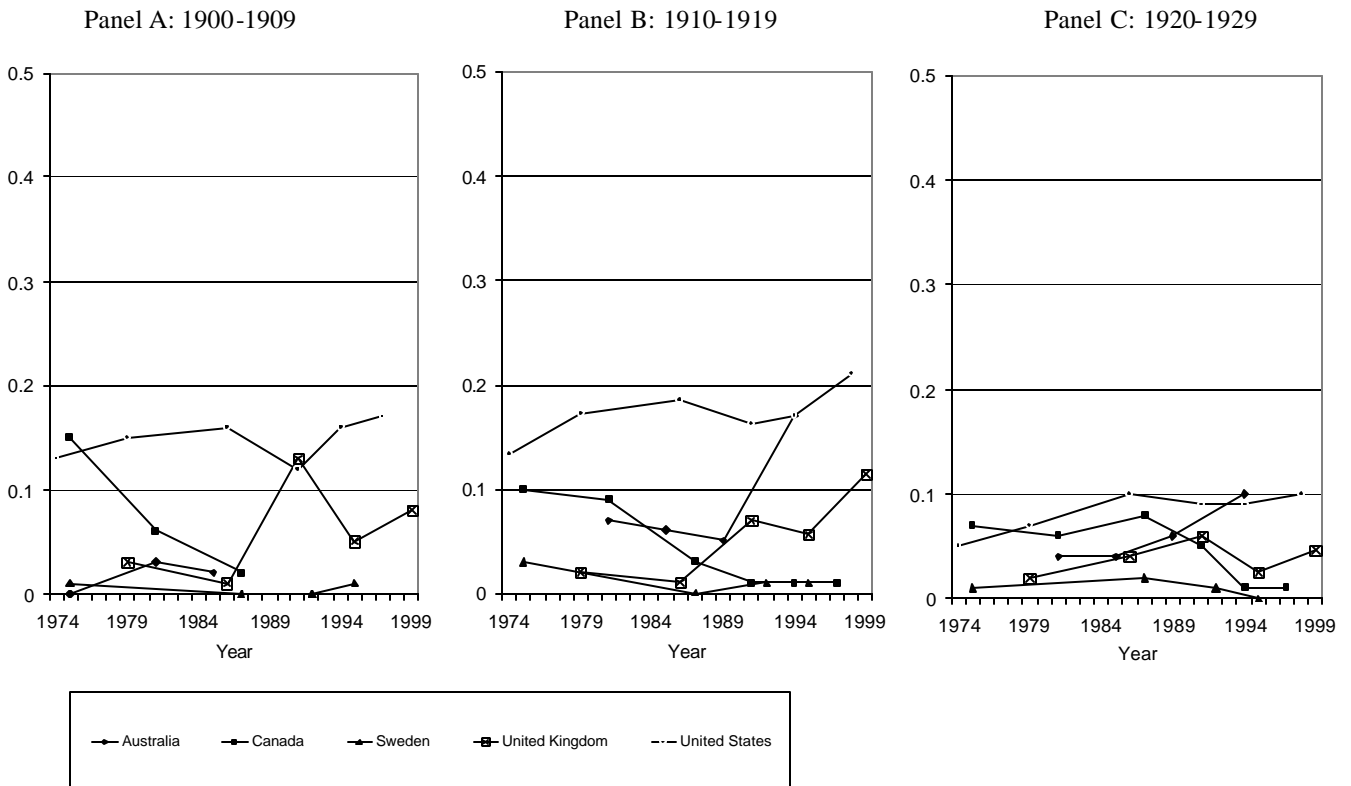 Panel A: 1900-1909
0.5
0.4
0.3
0.2
0.1
0
1974 1979 1984 1989 1994 1999
Year
Panel B: 1910-1919
0.5
0.4
0.3
0.2
0.1
0
1974 1979 1984 1989 1994 1999
Year
Panel C: 1920-1929
0.5
0.4
0.3
0.2
0.1
0
1974 1979 1984 1989 1994 1999
Year
Australia Canada Sweden United Kingdom United States